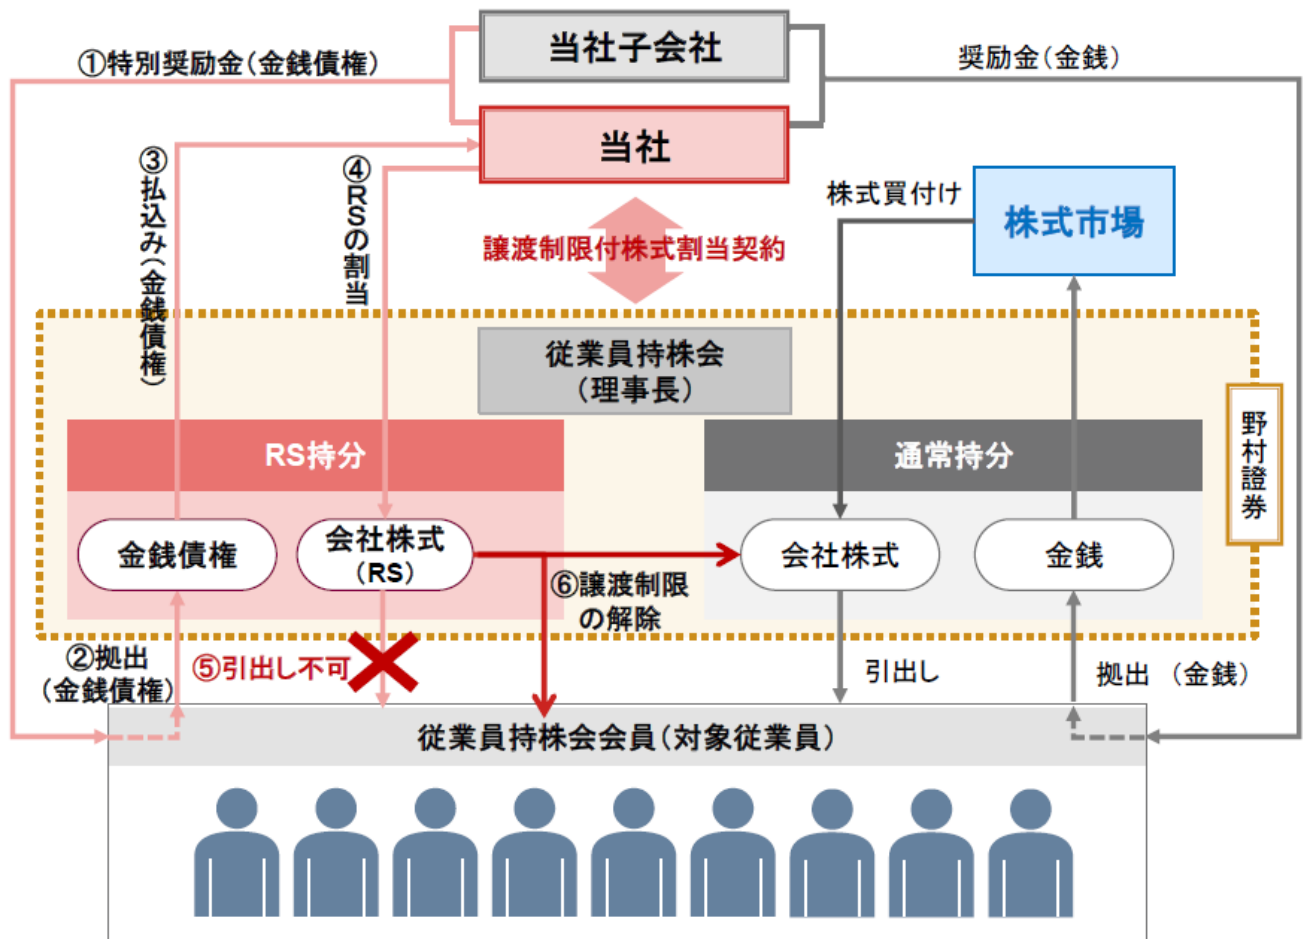 当社子会社
①特別奨励金(金銭債権)
奨励金(金銭)
当社
③払込み(金銭債権)
④RSの割当
株式買付け
株式市場
譲渡制限付株式割当契約
従業員持株会
(理事長)
野村證券
RS持分
通常持分
金銭債権
会社株式
(RS)
会社株式
金銭
⑥譲渡制限
の解除
②拠出
(金銭債権)
⑤引出し不可
引出し
拠出 (金銭)
従業員持株会会員(対象従業員)